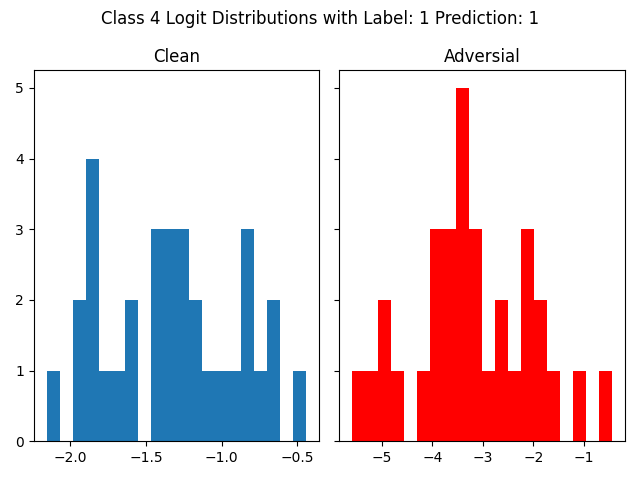 Class 4 Logit Distributions with Label: 1 Prediction: 1
Clean
Adversial
5
4
3
2
1
0
−2.0 −1.5 −1.0 −0.5
−5 −4 −3 −2 −1